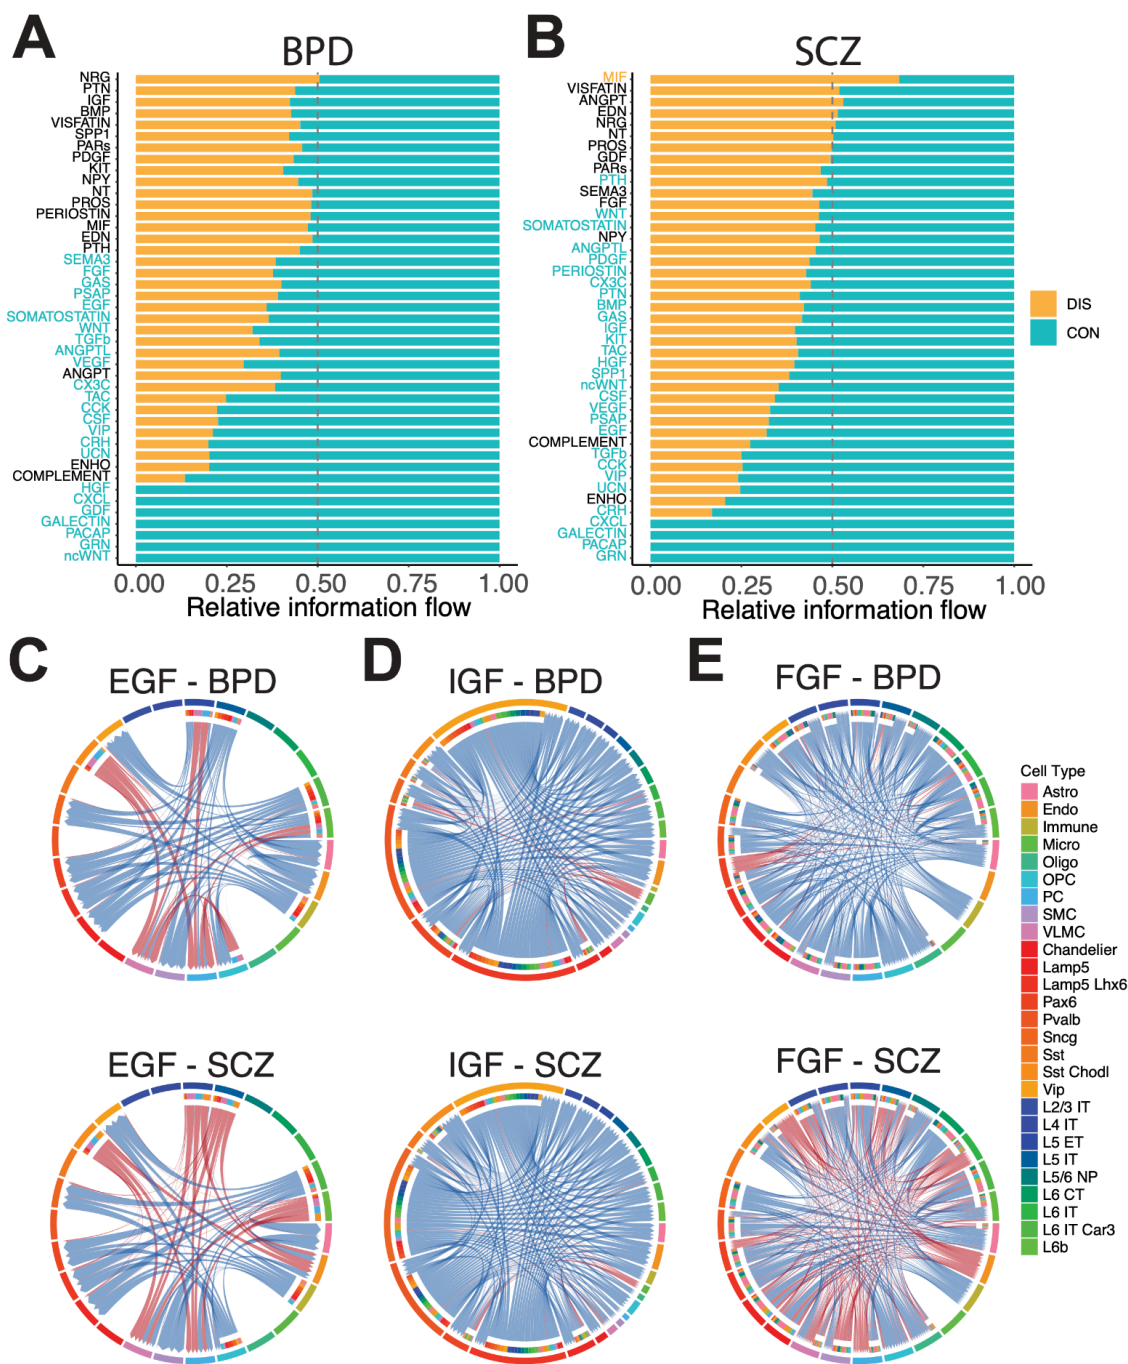 A
BPD
NRG
PTN
IGF
BMP
VISFATIN
SPP1
PARs
PDGF
KIT
NPY
NT
PROS
PERIOSTIN
MIF
EDN
PTH
SEMA3
FGF
GAS
PSAP
EGF
SOMATOSTATIN
WNT
TGFb
ANGPTL
VEGF
ANGPT
CX3C
TAC
CCK
CSF
VIP
CRH
UCN
ENHO
COMPLEMENT
HGF
CXCL
GDF
GALECTIN
PACAP
GRN
ncWNT
0.00 0.25 0.50 0.75 1.00
Relative information flow
B
SCZ
MIF
VISFATIN
ANGPT
EDN
NRG
NT
PROS
GDF
PARs
PTH
SEMA3
FGF
WNT
SOMATOSTATIN
NPY
ANGPTL
PDGF
PERIOSTIN
CX3C
PTN
BMP
GAS
IGF
KIT
TAC
HGF
SPP1
ncWNT
CSF
VEGF
PSAP
EGF
COMPLEMENT
TGFb
CCK
VIP
UCN
ENHO
CRH
CXCL
GALECTIN
PACAP
GRN
0.00 0.25 0.50 0.75 1.00
Relative information flow
DIS
CON
C
EGF - BPD
D
IGF - BPD
E
FGF - BPD
EGF - SCZ
IGF - SCZ
FGF - SCZ
Cell Type
Astro
Endo
Immune
Micro
Oligo
OPC
PC
SMC
VLMC
Chandelier
Lamp5
Lamp5 Lhx6
Pax6
Pvalb
Sncg
Sst
Sst Chodl
Vip
L2/3 IT
L4 IT
L5 ET
L5 IT
L5/6 NP
L6 CT
L6 IT
L6 IT Car3
L6b